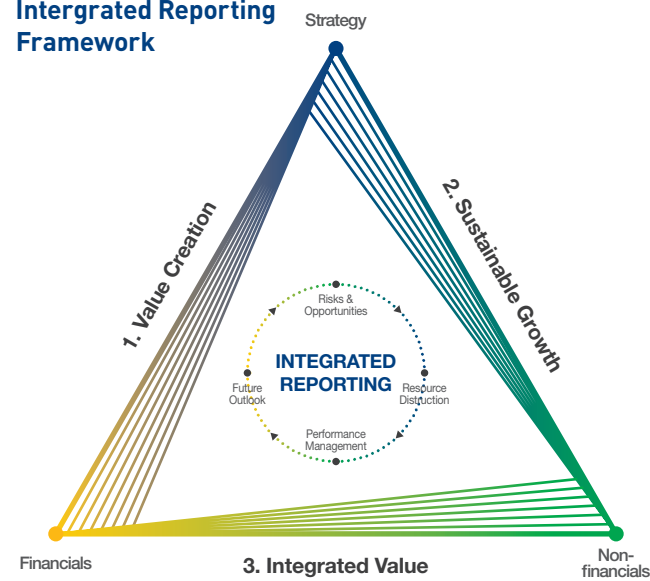 Intergrated Reporting
Framework
Strategy
1. Value Creation
2. Sustainable Growth
Risks &
Opportunities
INTEGRATED
REPORTING
Future
Outlook
Resource
Distruction
Performance
Management
Financials
3. Integrated Value
Non-
financials